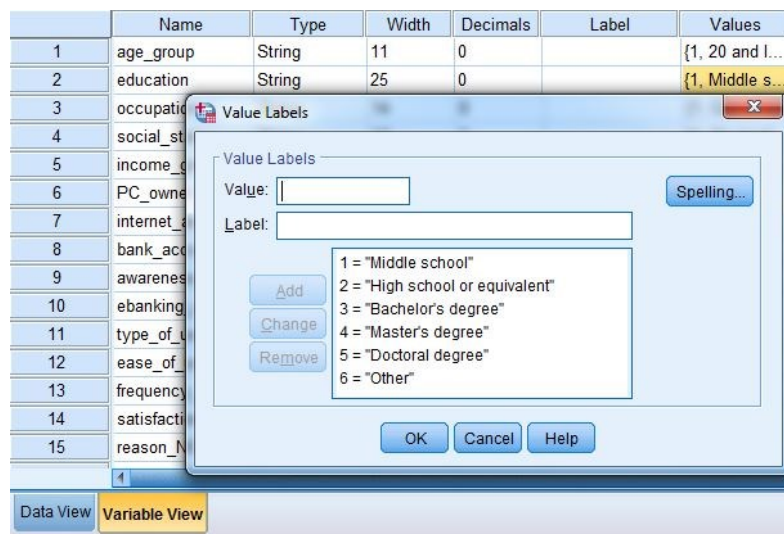 Name Type Width Decimals Label Values
1 age_group String 11 0 {1, 20 and l...
2 education String 25 0 {1, Middle s...
3 occupatio
4 social_st
5 income_g
6 PC_owne
7 internet_a
8 bank_acc
9 awarenes
10 ebanking
11 type_of_u
12 ease_of_
13 frequency
14 satisfacti
15 reason_N
Value Labels
Value Labels
Value:
Spelling...
Label:
1 = "Middle school"
2 = "High school or equivalent"
3 = "Bachelor's degree"
4 = "Master's degree"
5 = "Doctoral degree"
6 = "Other"
Add
Change
Remove
OK Cancel Help
Data View Variable View